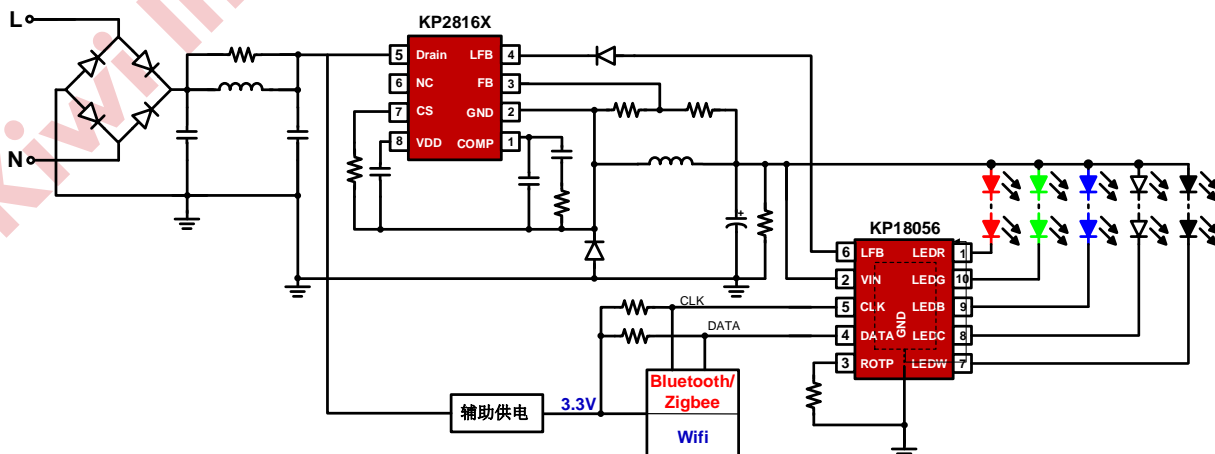 Kiwi In
L
N
KP2816X
5 Drain LFB 4
6 NC FB 3
7 CS GND 2
8 VDD COMP 1
KP18056
6 LFB LEDR 1
2 VIN LEDG 10
5 CLK LEDB 9
4 DATA LEDC 8
3 ROTP LEDW 7
GND
CLK
DATA
辅助供电
3.3V
Bluetooth/
Zigbee
Wifi